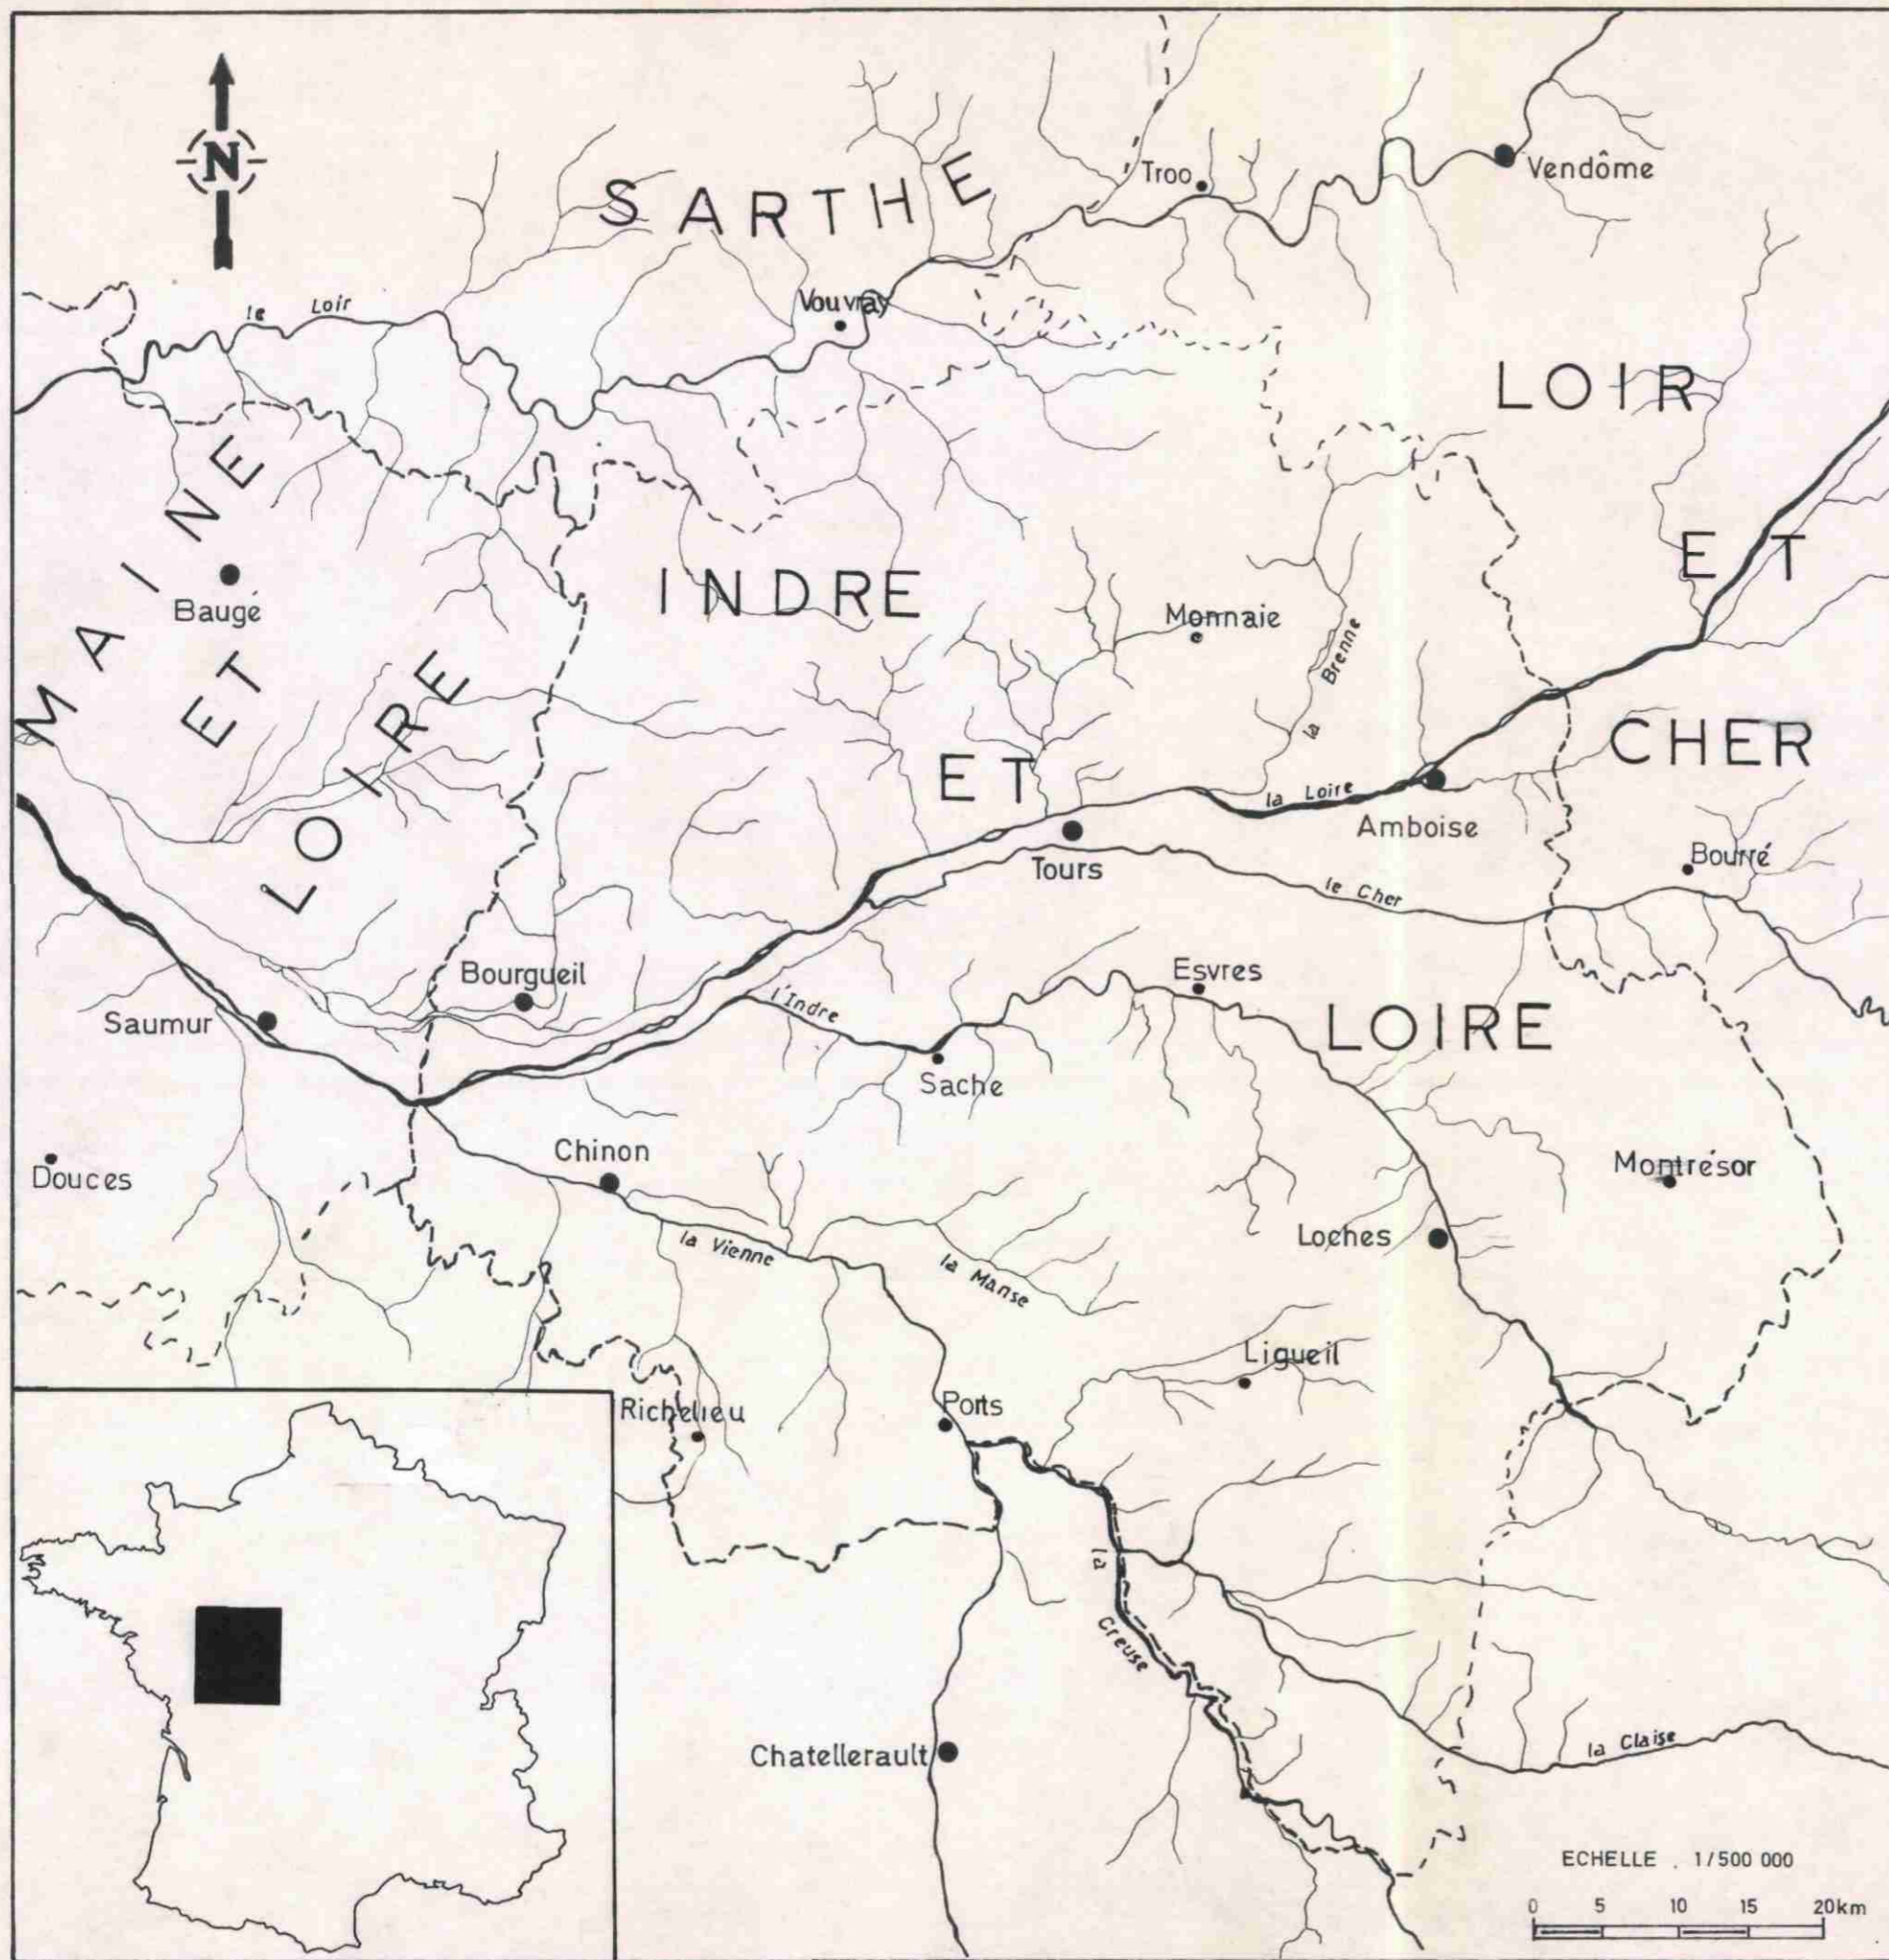 N
SARTHE
Troo
Vendôme
le Loir
Vouvray
LOIR
MAINE
INDRE
ET
Baugé
Monnaie
la Brenne
ET
LOIRE
CHER
ET
la Loire
Amboise
Tours
Bourré
le Cher
Bourgueil
Esvres
Saumur
l'Indre
LOIRE
Sache
Chinon
Douces
Montrésor
Loches
la Vienne
la Manse
Ligueil
Richelieu
Ports
la Creuse
Chatellerault
la Claise
ECHELLE . 1/500 000
0 5 10 15 20km